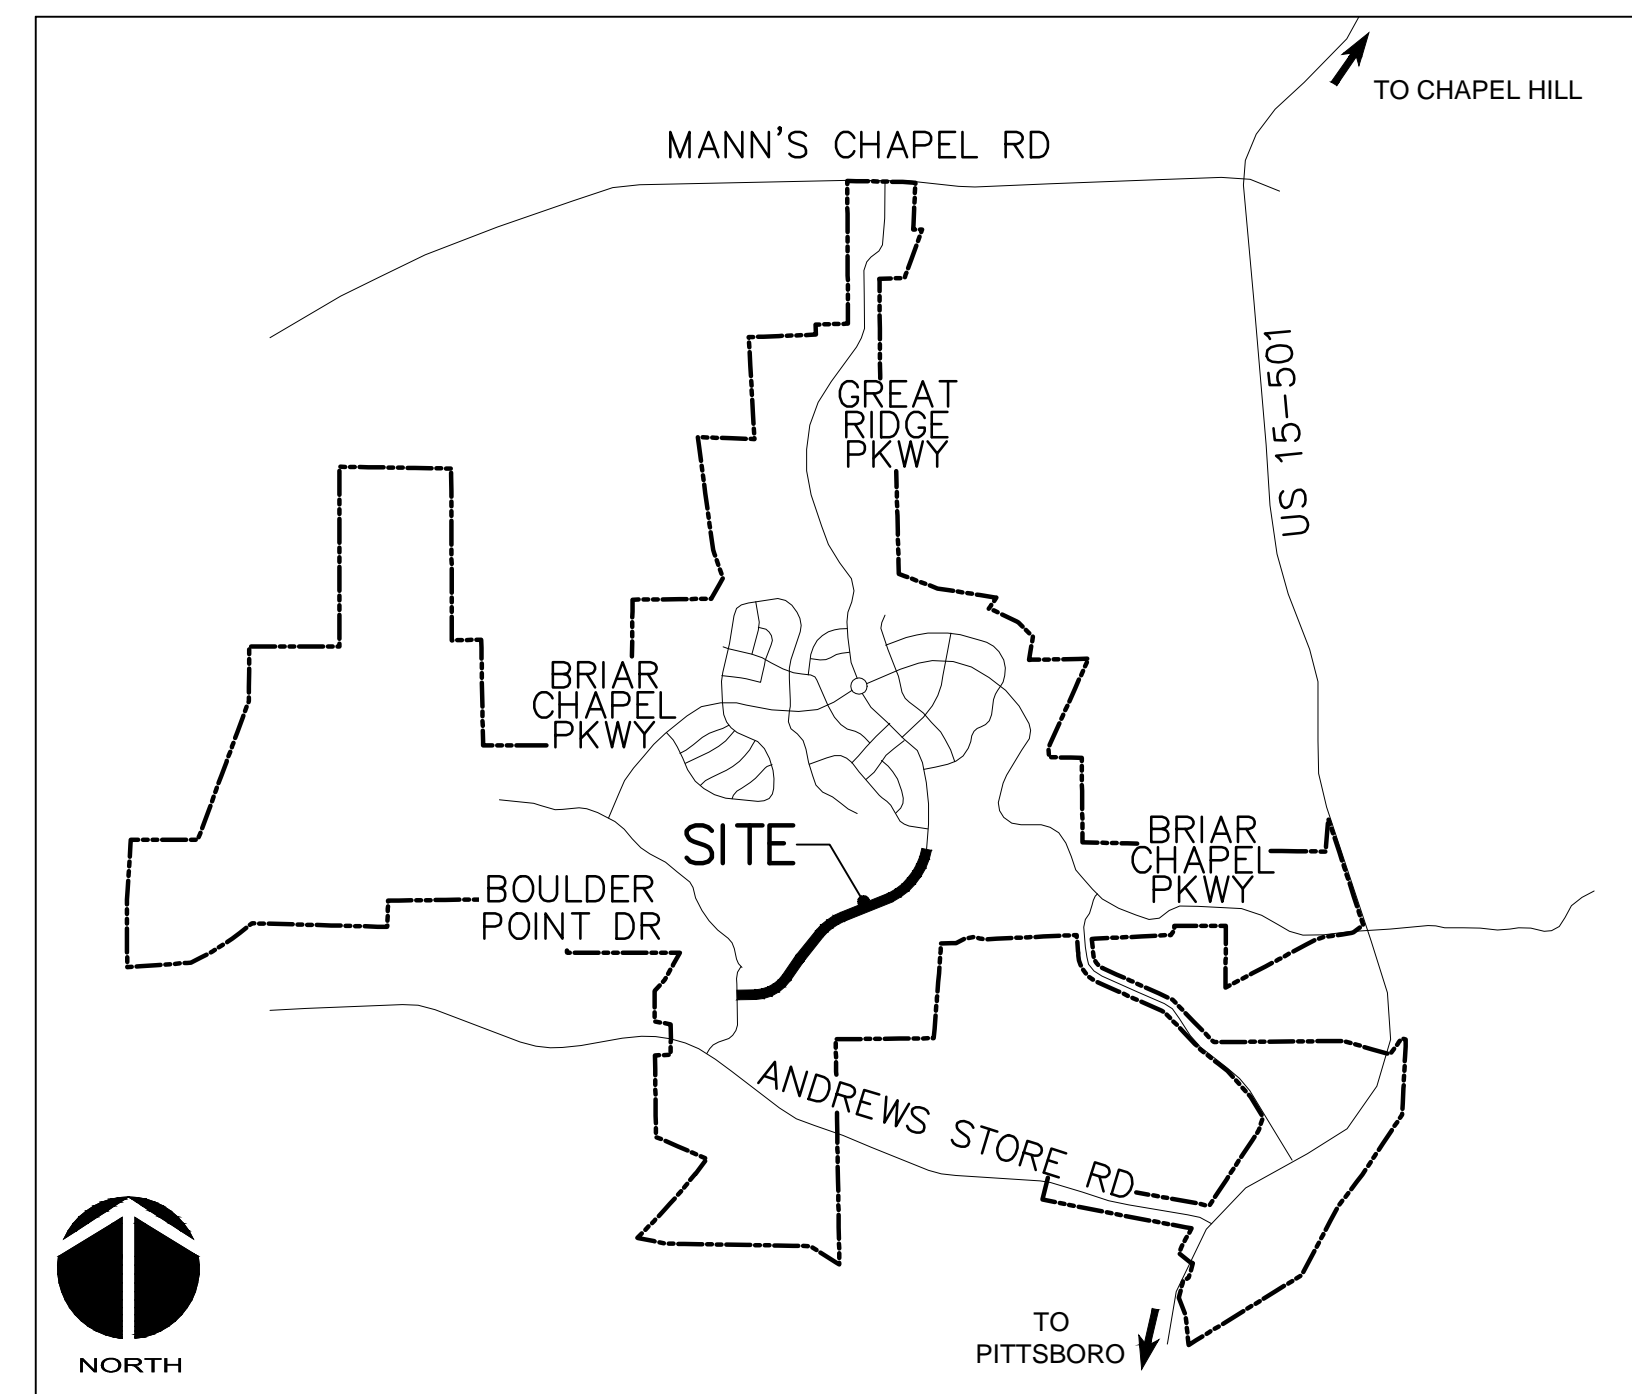 TO CHAPEL HILL
MANN'S CHAPEL RD
US 15-501
GREAT
RIDGE
PKWY
BRIAR
CHAPEL
PKWY
SITE
BRIAR
CHAPEL
PKWY
BOULDER
POINT DR
ANDREWS STORE RD
TO
PITTSBORO
NORTH